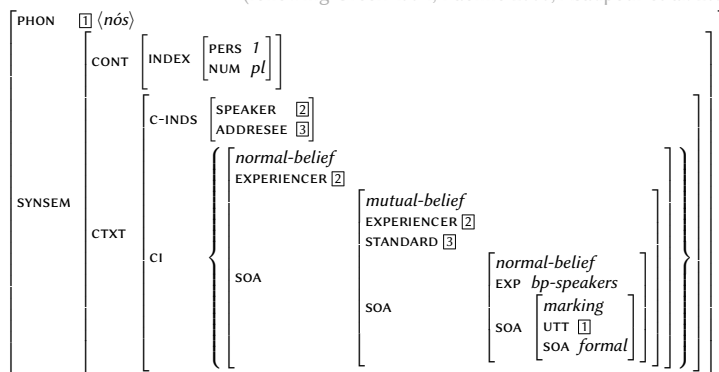 PHON 1 ⟨nós⟩
CONT INDEX PERS 1
NUM pl
C-INDS SPEAKER 2
ADDRESEE 3
normal-belief
EXPERIENCER 2
mutual-belief
EXPERIENCER 2
STANDARD 3
normal-belief
EXP bp-speakers
marking
SYNSEM CTXT CI SOA SOA SOA UTT 1
SOA formal